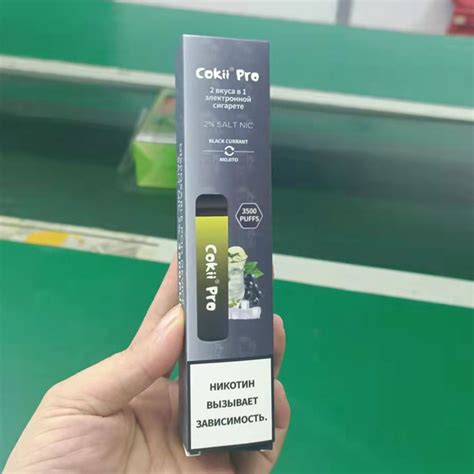 Cokii® Pro
2 вкуса в 1
электронной
сигарете
2% SALT NIC
BLACK CURRANT
MOJITO
3500
PUFFS
Cokii® Pro
НИКОТИН
ВЫЗЫВАЕТ
ЗАВИСИМОСТЬ.